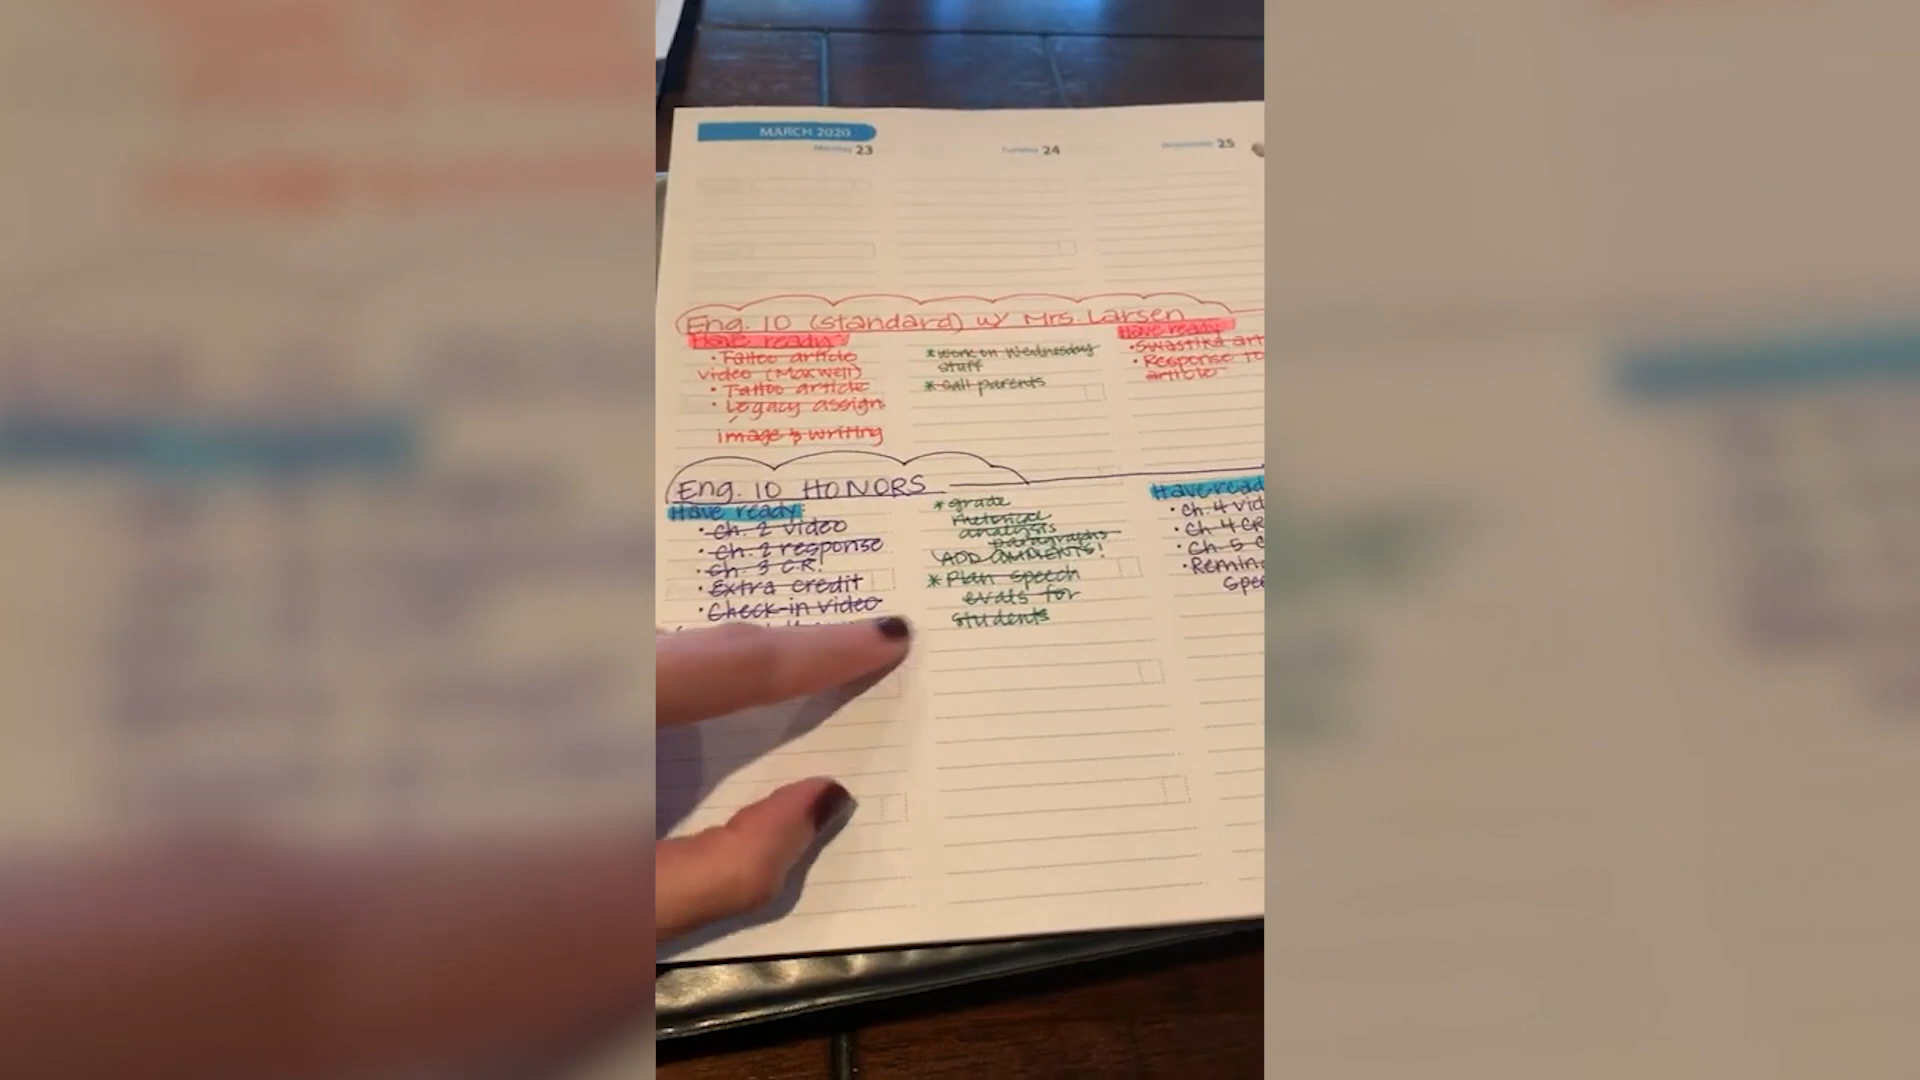 MARCH 2020
Monday 23
Tuesday 24
Wednesday 25
Eng. 10 (standard) w/ Mrs. Larsen
Have ready:
• Tattoo article
video (Maxwell)
• Tattoo article
• Legacy assign.
image & writing
* Work on Wednesday
stuff
* Call parents
Have ready:
• Swastika art
• Response to
article
Eng. 10 HONORS
Have ready:
• Ch. 2 video
• Ch. 2 response
• Ch. 3 C.R.
• Extra credit
• Check-in video
* grade
rhetorical
analysis
paragraphs
(ADD COMMENTS!
* Plan speech
evals for
students
Have read
• Ch. 4 vid
• Ch 4 CR
• Ch. 5 C
• Remin
spee